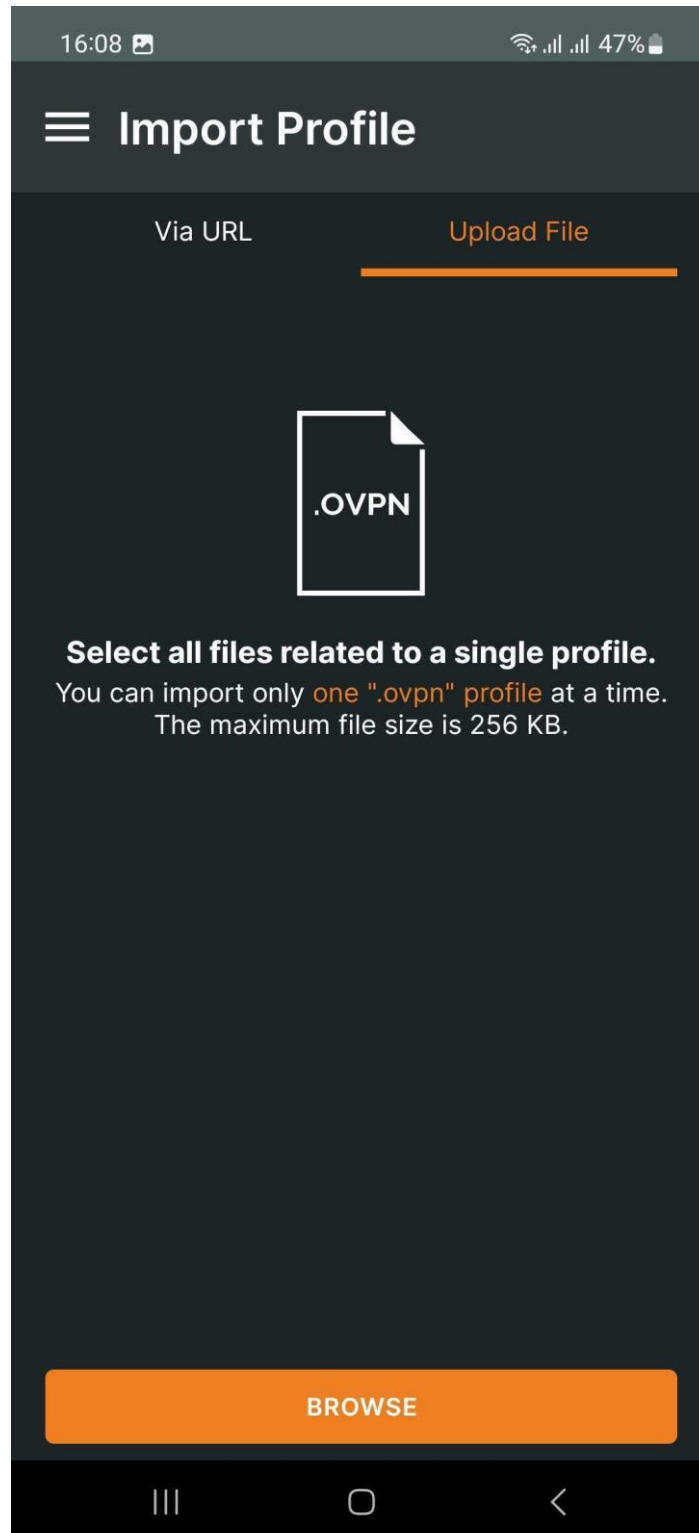 16:08
47%
Import Profile
Via URL
Upload File
.OVPN
Select all files related to a single profile.
You can import only one ".ovpn" profile at a time.
The maximum file size is 256 KB.
BROWSE